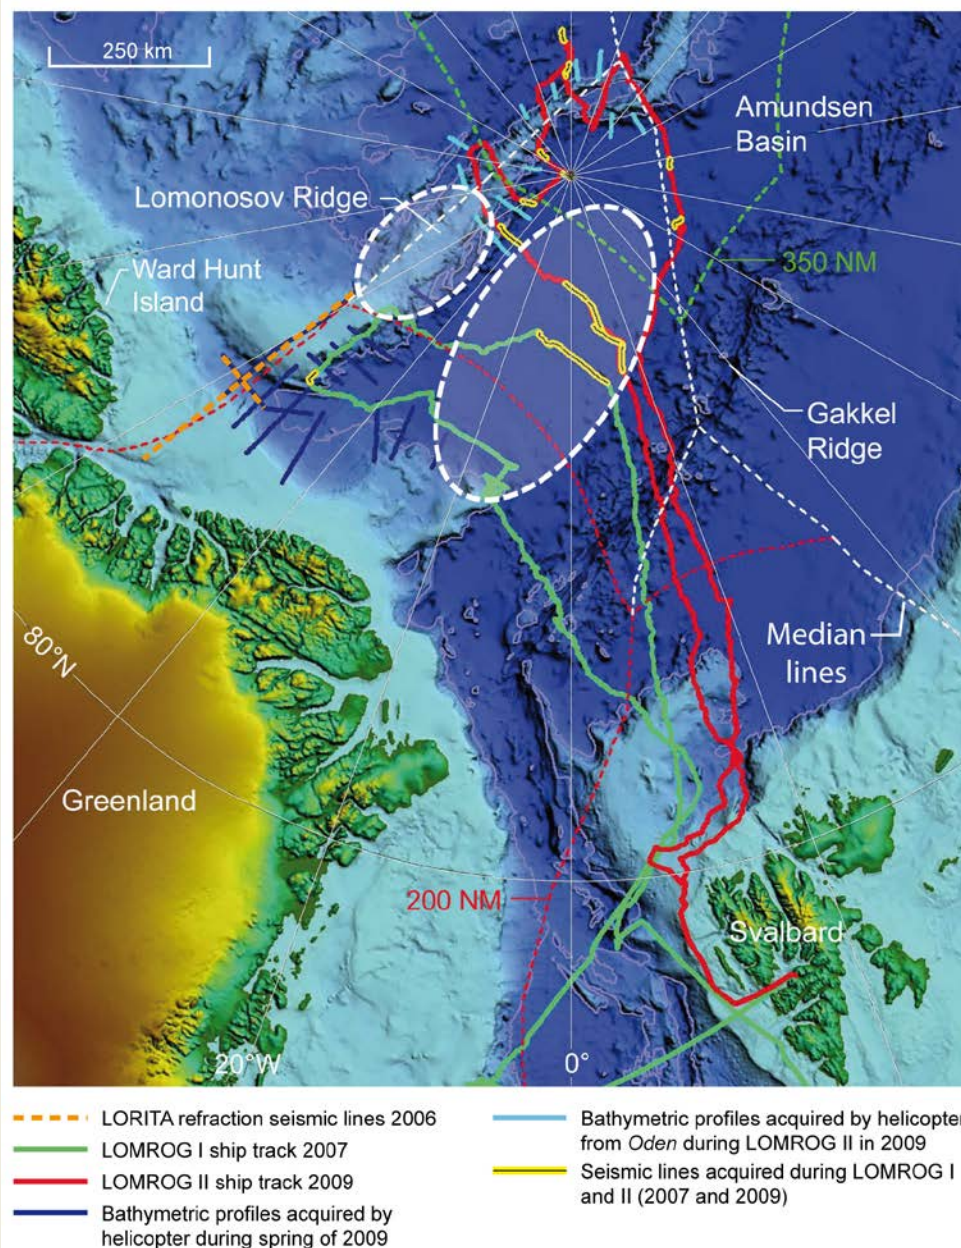 250 km
Amundsen
Basin
Lomonosov Ridge
Ward Hunt
Island
350 NM
Gakkel
Ridge
Median
lines
80°N
Greenland
200 NM
Svalbard
20°W
0°
LORITA refraction seismic lines 2006
LOMROG I ship track 2007
LOMROG II ship track 2009
Bathymetric profiles acquired by
helicopter during spring of 2009
Bathymetric profiles acquired by helicopter
from Oden during LOMROG II in 2009
Seismic lines acquired during LOMROG I
and II (2007 and 2009)